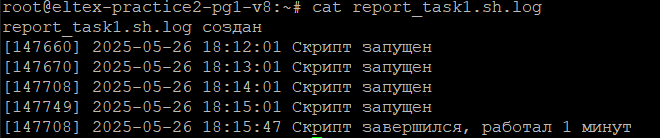 root@eltex-practice2-pg1-v8:~# cat report_task1.sh.log
report_task1.sh.log создан
[147660] 2025-05-26 18:12:01 Скрипт запущен
[147670] 2025-05-26 18:13:01 Скрипт запущен
[147708] 2025-05-26 18:14:01 Скрипт запущен
[147749] 2025-05-26 18:15:01 Скрипт запущен
[147708] 2025-05-26 18:15:47 Скрипт завершился, работал 1 минут